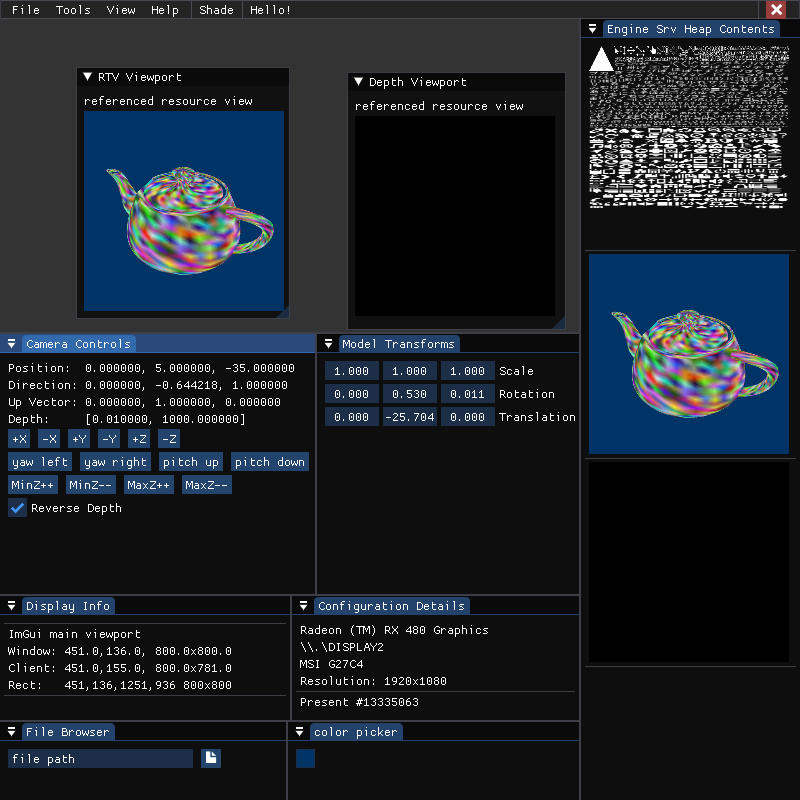 File Tools View Help Shade Hello!
Engine Srv Heap Contents
RTV Viewport
referenced resource view
Depth Viewport
referenced resource view
Camera Controls
Position: 0.000000, 5.000000, -35.000000
Direction: 0.000000, -0.644218, 1.000000
Up Vector: 0.000000, 1.000000, 0.000000
Depth: [0.010000, 1000.000000]
+X -X +Y -Y +Z -Z
yaw left yaw right pitch up pitch down
MinZ++ MinZ-- MaxZ++ MaxZ--
Reverse Depth
Model Transforms
1.000 1.000 1.000 Scale
0.000 0.530 0.011 Rotation
0.000 -25.704 0.000 Translation
Display Info
ImGui main viewport
Window: 451.0,136.0, 800.0x800.0
Client: 451.0,155.0, 800.0x781.0
Rect: 451,136,1251,936 800x800
Configuration Details
Radeon (TM) RX 480 Graphics
\\.\DISPLAY2
MSI G27C4
Resolution: 1920x1080
Present #13335063
File Browser
file path
color picker